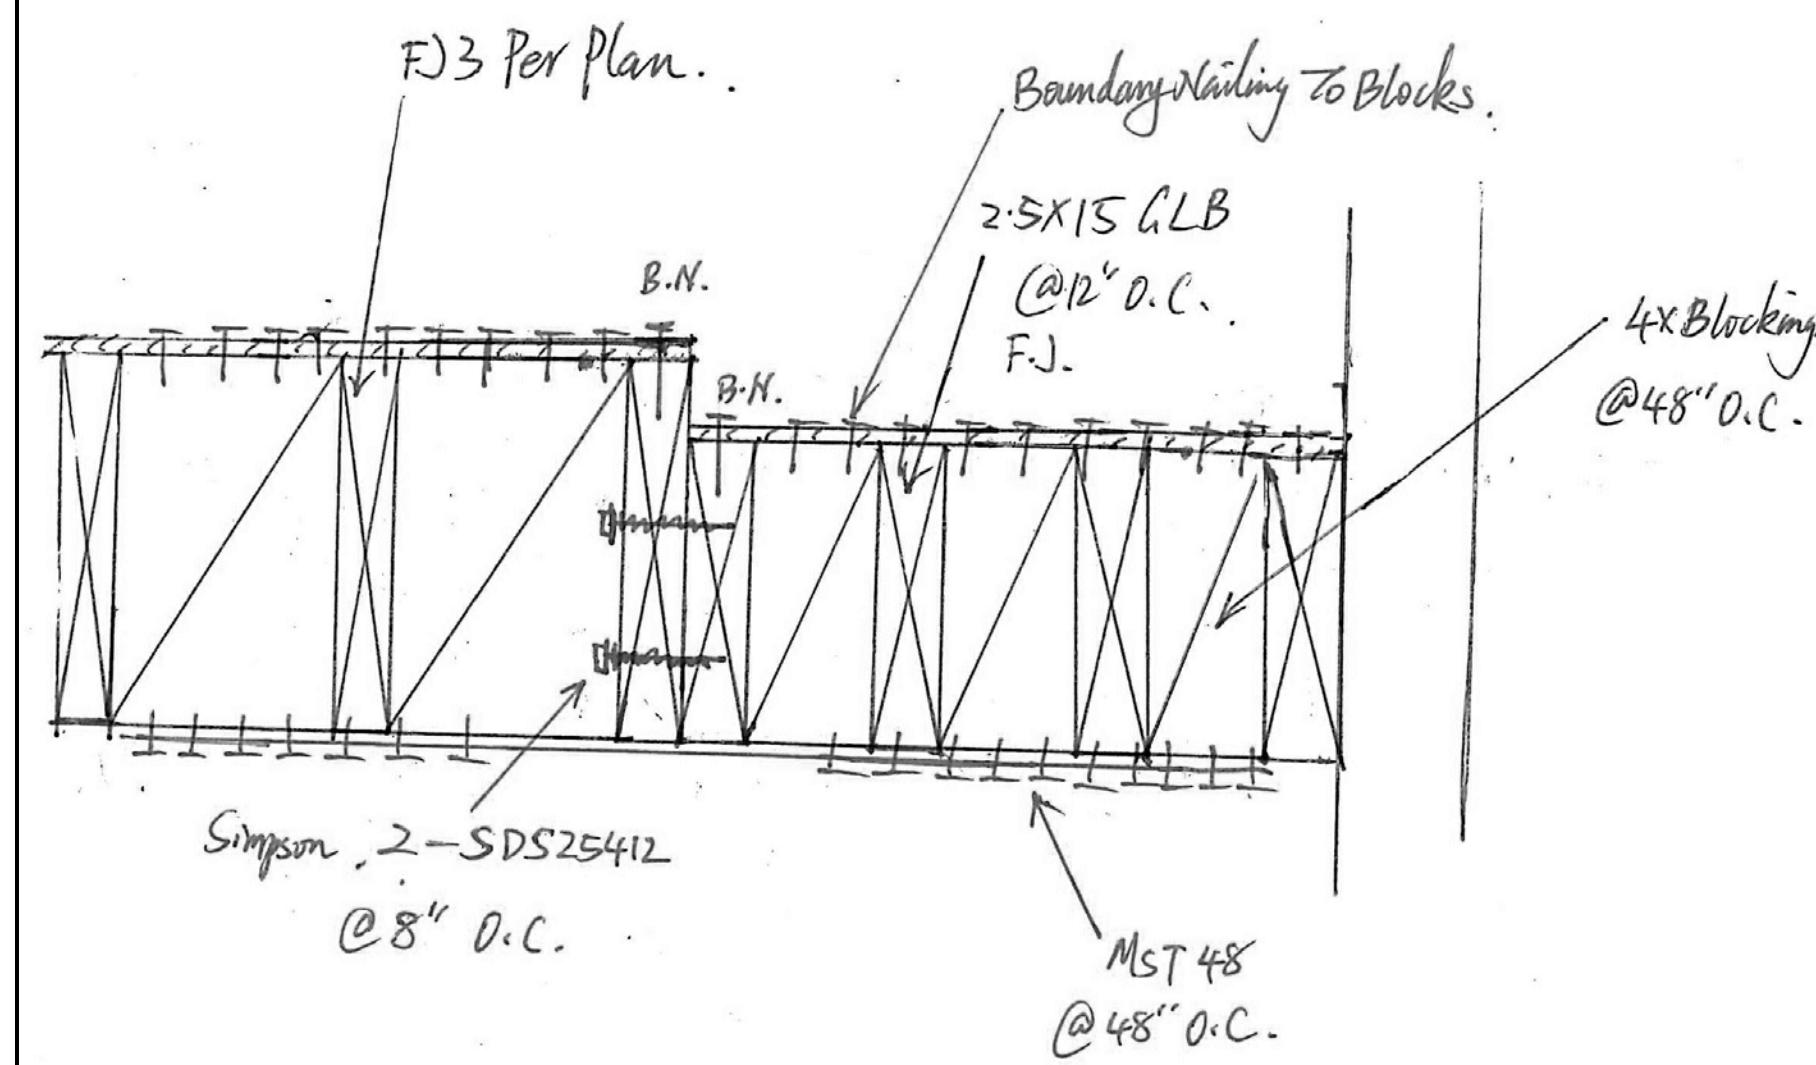 FJ3 Per Plan.
Boundary Nailing To Blocks.
2.5X15 GLB
@12" O.C.
F.J.
B.N.
B.N.
4X Blocking
@48" O.C.
Simpson 2-SDS25412
@8" O.C.
MST 48
@48" O.C.